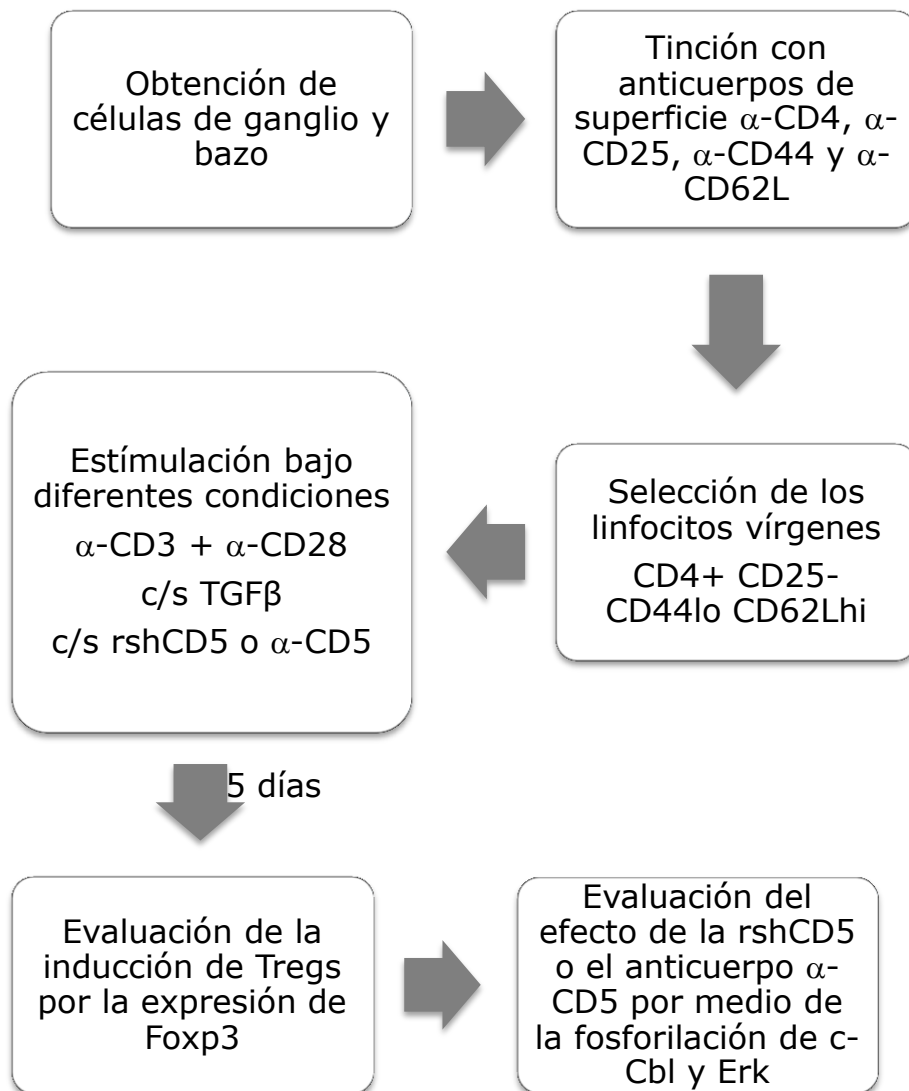 Obtención de
células de ganglio y
bazo
Tinción con
anticuerpos de
superficie α-CD4, α-
CD25, α-CD44 y α-
CD62L
Selección de los
linfocitos vírgenes
CD4+ CD25-
CD44lo CD62Lhi
Estímulación bajo
diferentes condiciones
α-CD3 + α-CD28
c/s TGFβ
c/s rshCD5 o α-CD5
5 días
Evaluación de la
inducción de Tregs
por la expresión de
Foxp3
Evaluación del
efecto de la rshCD5
o el anticuerpo α-
CD5 por medio de
la fosforilación de c-
Cbl y Erk